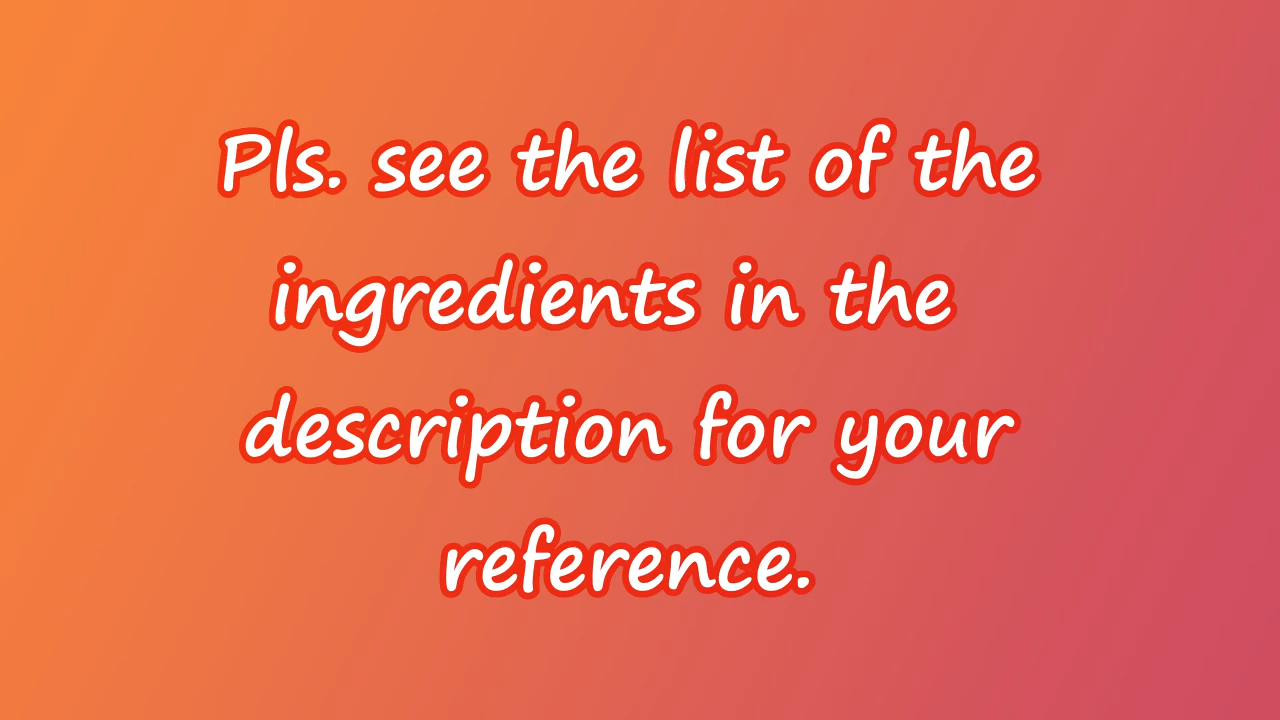 Pls. see the list of the
ingredients in the
description for your
reference.